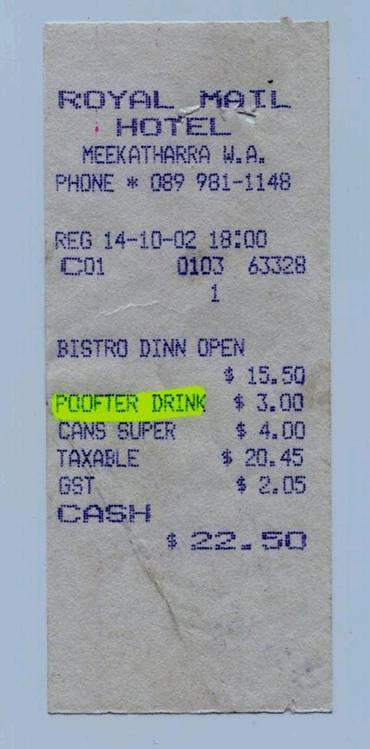 ROYAL MAIL
HOTEL
MEEKATHARRA W.A.
PHONE * 089 981-1148
REG 14-10-02 18:00
C01 0103 63328
1
BISTRO DINN OPEN
$ 15.50
POOFTER DRINK $ 3.00
CANS SUPER $ 4.00
TAXABLE $ 20.45
GST $ 2.05
CASH
$ 22.50